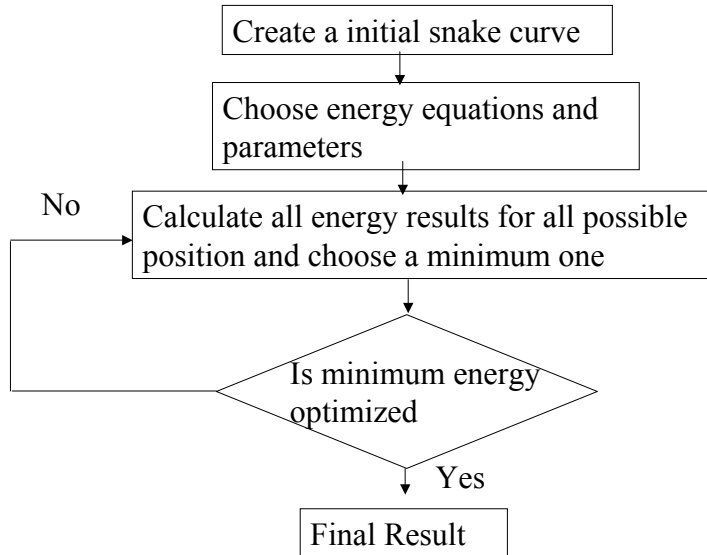 Create a initial snake curve
Choose energy equations and
parameters
No
Calculate all energy results for all possible
position and choose a minimum one
Is minimum energy
optimized
Yes
Final Result